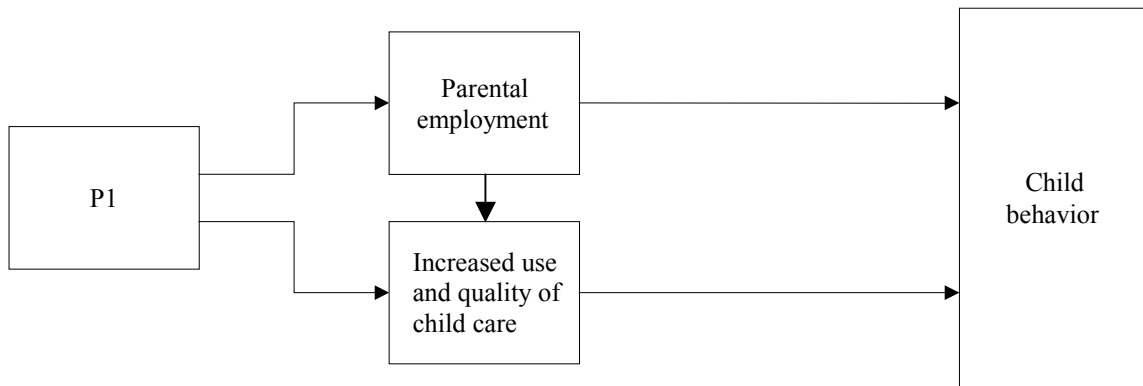 Parental
employment
P1
Increased use
and quality of
child care
Child
behavior